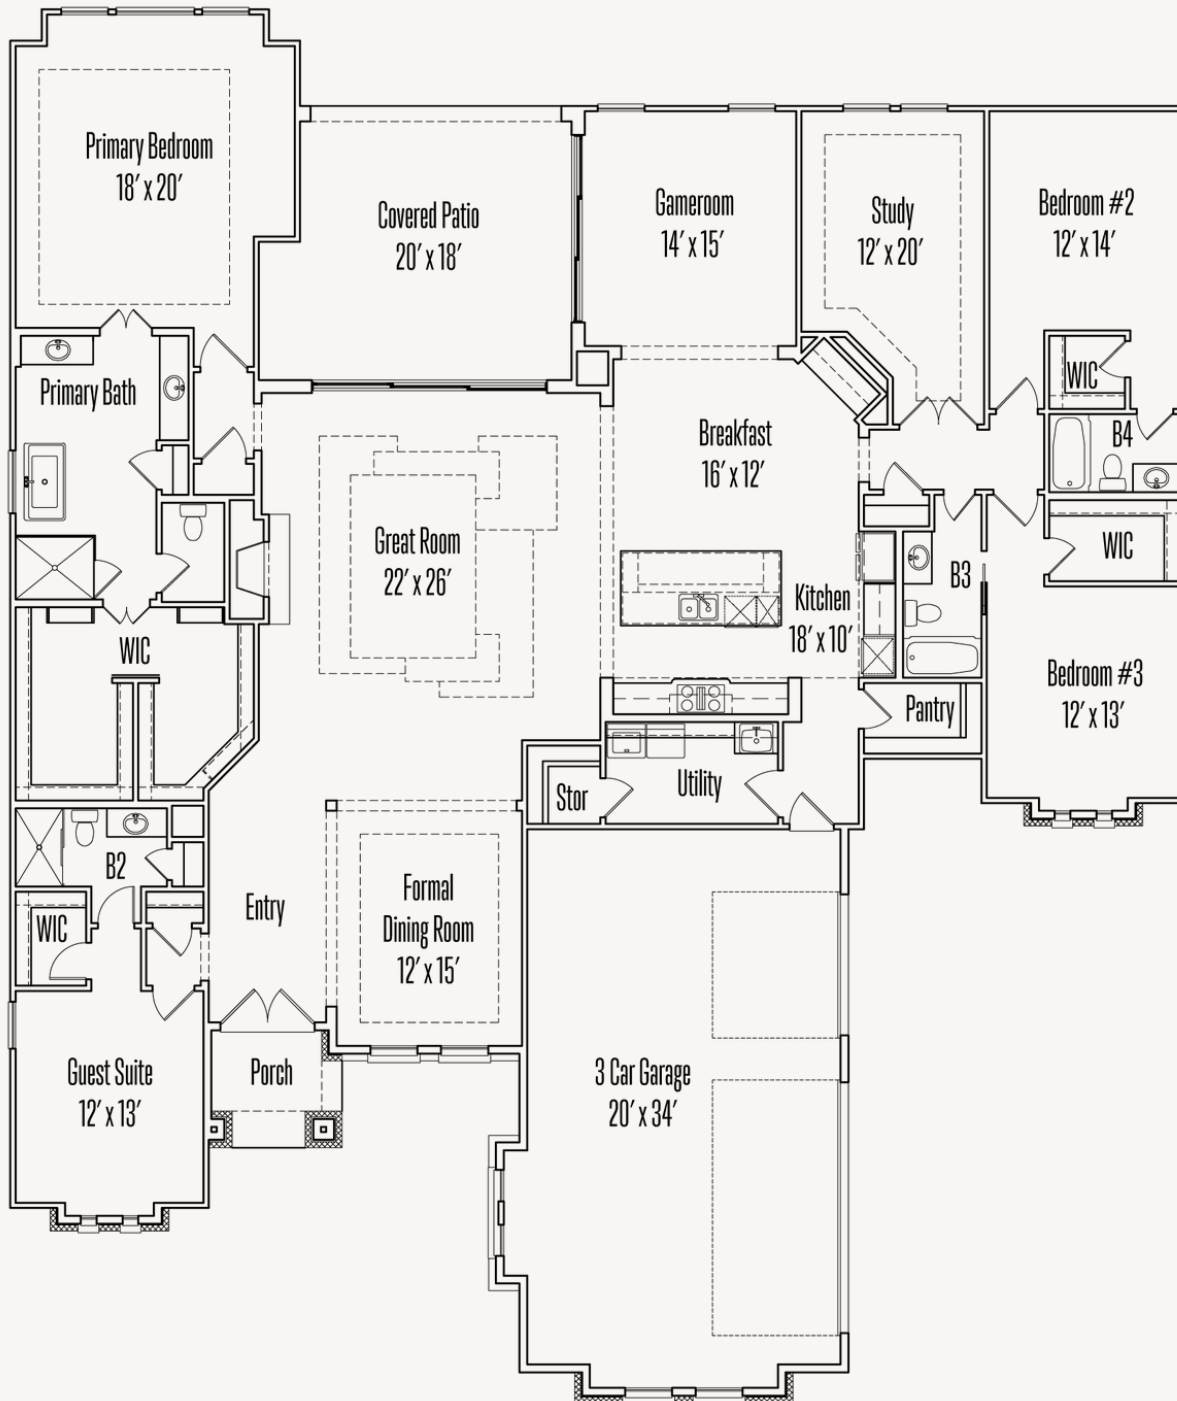 Primary Bedroom
18' x 20'
Covered Patio
20' x 18'
Gameroom
14' x 15'
Study
12' x 20'
Bedroom #2
12' x 14'
Primary Bath
WIC
B4
Breakfast
16' x 12'
Great Room
22' x 26'
Kitchen
18' x 10'
B3
WIC
WIC
Bedroom #3
12' x 13'
Pantry
Utility
Stor
B2
WIC
Entry
Formal
Dining Room
12' x 15'
Guest Suite
12' x 13'
Porch
3 Car Garage
20' x 34'